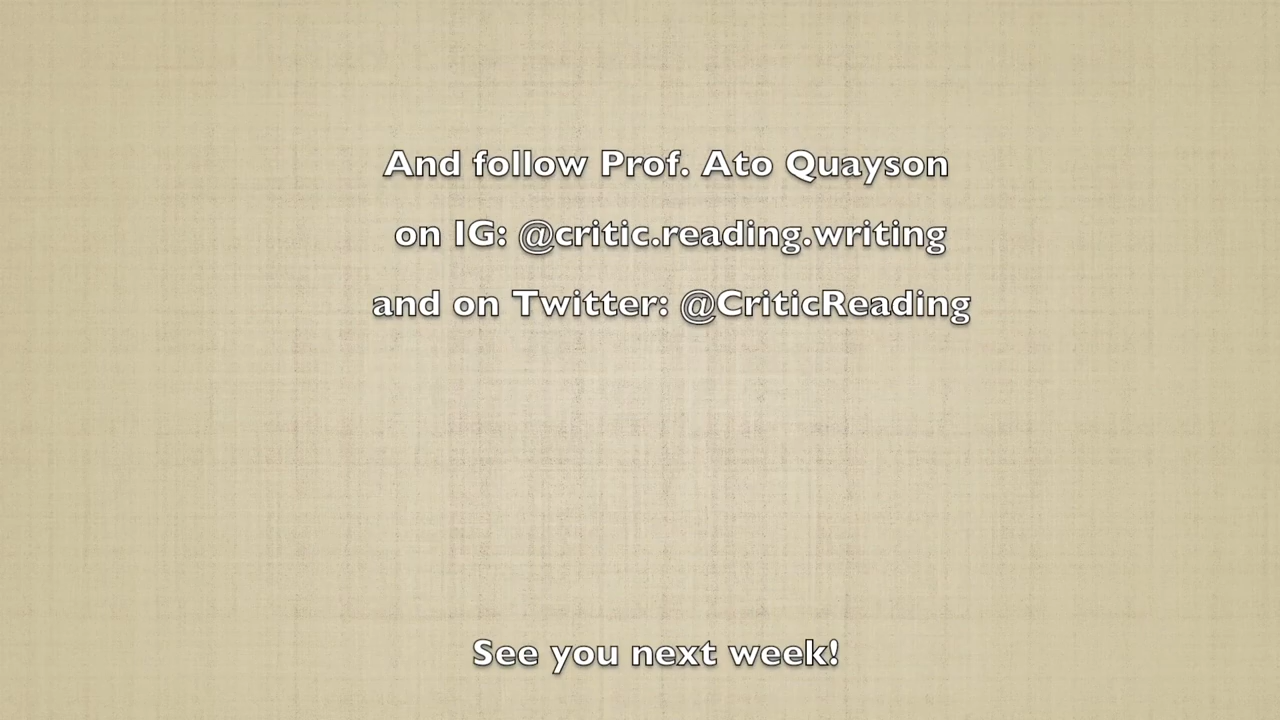 And follow Prof. Ato Quayson
on IG: @critic.reading.writing
and on Twitter: @CriticReading
See you next week!